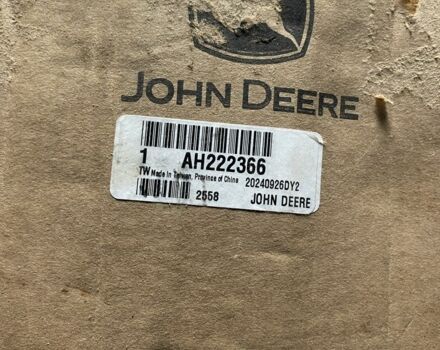 JOHN DEERE
1 AH222366
TW Made In Taiwan, Province of China 20240926DY2
2558 JOHN DEERE